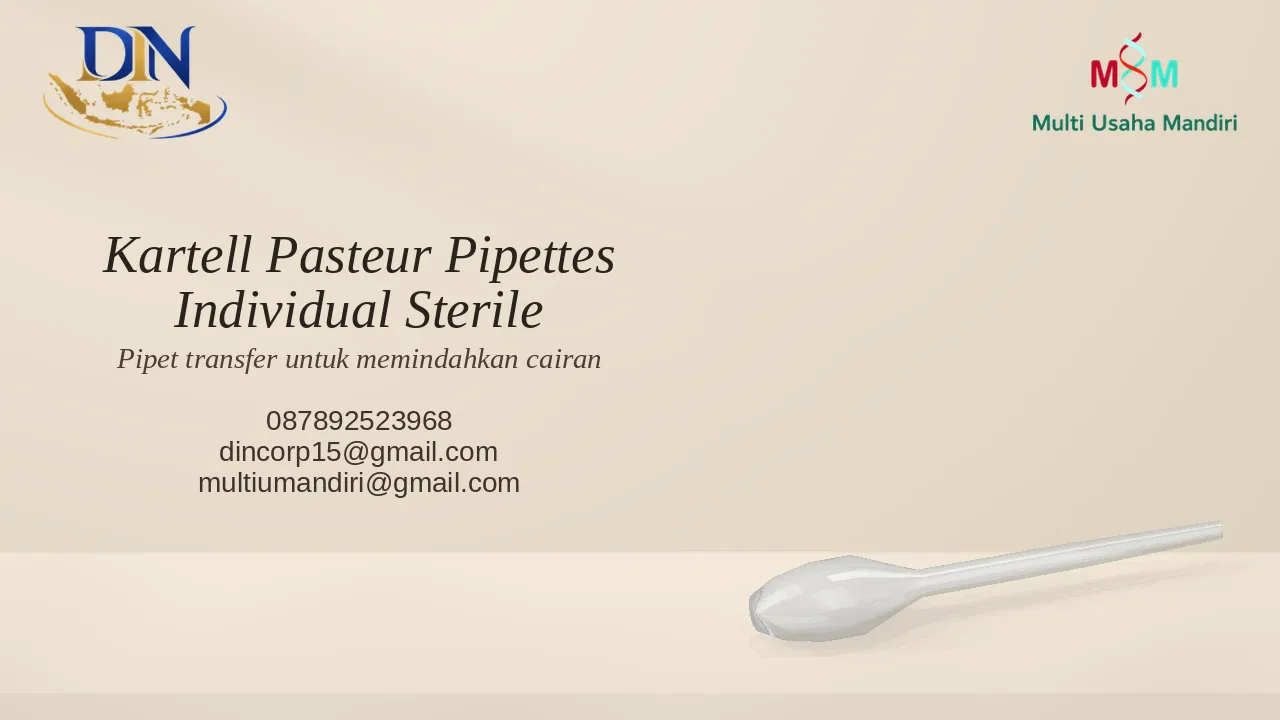 DIN
MSM
Multi Usaha Mandiri
Kartell Pasteur Pipettes
Individual Sterile
Pipet transfer untuk memindahkan cairan
087892523968
dincorp15@gmail.com
multiumandiri@gmail.com